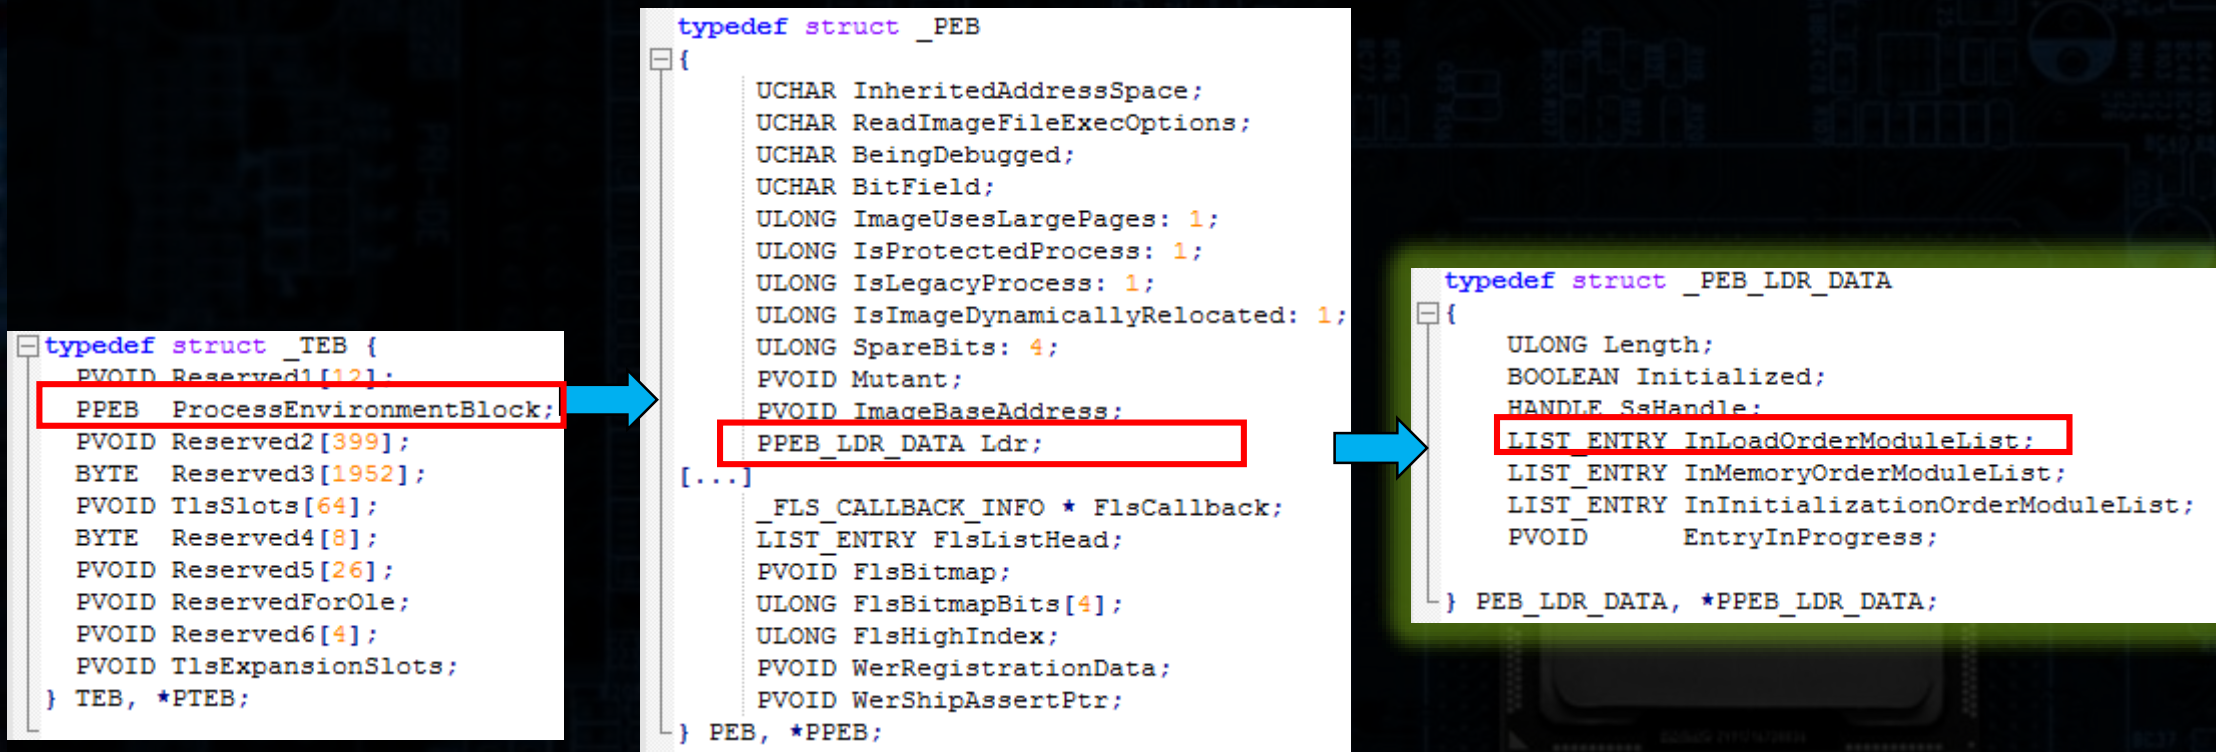 typedef struct _TEB {
PVOID Reserved1[12];
PPEB ProcessEnvironmentBlock;
PVOID Reserved2[399];
BYTE Reserved3[1952];
PVOID TlsSlots[64];
BYTE Reserved4[8];
PVOID Reserved5[26];
PVOID ReservedForOle;
PVOID Reserved6[4];
PVOID TlsExpansionSlots;
} TEB, *PTEB;
typedef struct _PEB
{
UCHAR InheritedAddressSpace;
UCHAR ReadImageFileExecOptions;
UCHAR BeingDebugged;
UCHAR BitField;
ULONG ImageUsesLargePages: 1;
ULONG IsProtectedProcess: 1;
ULONG IsLegacyProcess: 1;
ULONG IsImageDynamicallyRelocated: 1;
ULONG SpareBits: 4;
PVOID Mutant;
PVOID ImageBaseAddress;
PPEB_LDR_DATA Ldr;
[...]
_FLS_CALLBACK_INFO * FlsCallback;
LIST_ENTRY FlsListHead;
PVOID FlsBitmap;
ULONG FlsBitmapBits[4];
ULONG FlsHighIndex;
PVOID WerRegistrationData;
PVOID WerShipAssertPtr;
} PEB, *PPEB;
typedef struct _PEB_LDR_DATA
{
ULONG Length;
BOOLEAN Initialized;
HANDLE SsHandle;
LIST_ENTRY InLoadOrderModuleList;
LIST_ENTRY InMemoryOrderModuleList;
LIST_ENTRY InInitializationOrderModuleList;
PVOID EntryInProgress;
} PEB_LDR_DATA, *PPEB_LDR_DATA;